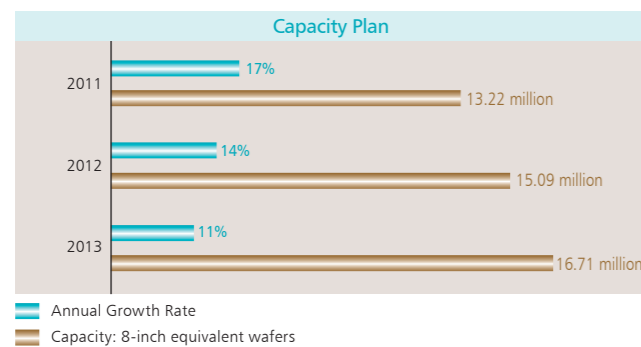 Capacity Plan
2011
17%
13.22 million
2012
14%
15.09 million
2013
11%
16.71 million
Annual Growth Rate
Capacity: 8-inch equivalent wafers